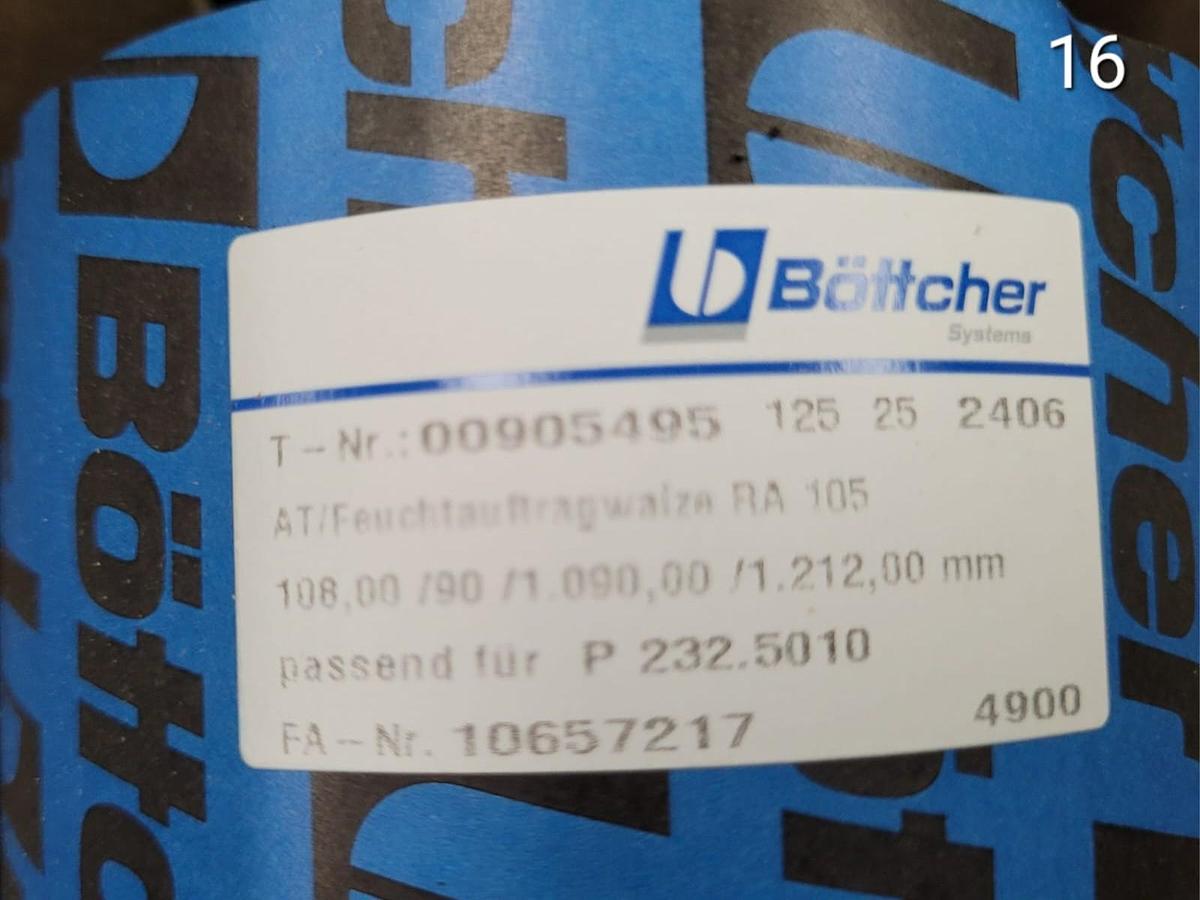 16
Böttcher
Systems
T – Nr.: 00905495 125 25 2406
AT/Feuchtauftragwalze RA 105
108,00 /90 /1.090,00 /1.212,00 mm
passend für P 232.5010
FA – Nr. 10657217 4900
Böttcher